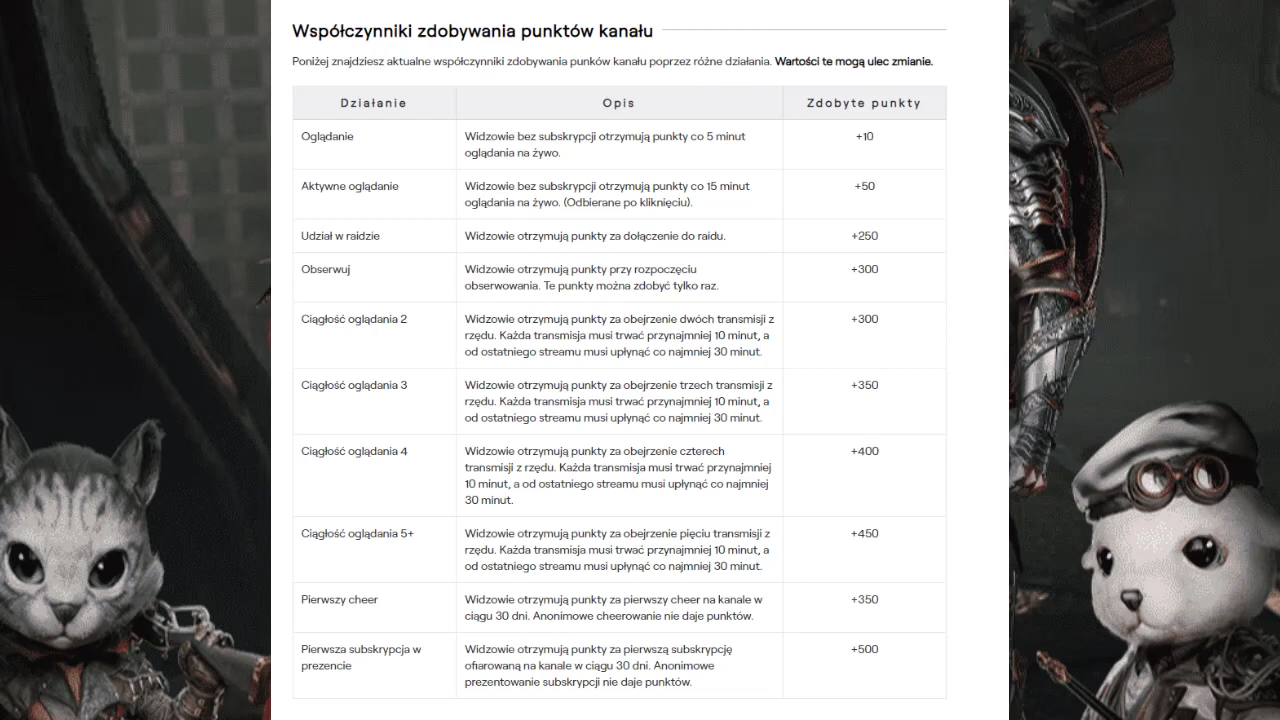 Współczynniki zdobywania punktów kanału
Poniżej znajdziesz aktualne współczynniki zdobywania punków kanału poprzez różne działania. Wartości te mogą ulec zmianie.
Działanie Opis Zdobyte punkty
Oglądanie Widzowie bez subskrypcji otrzymują punkty co 5 minut +10
oglądania na żywo.
Aktywne oglądanie Widzowie bez subskrypcji otrzymują punkty co 15 minut +50
oglądania na żywo. (Odbierane po kliknięciu).
Udział w raidzie Widzowie otrzymują punkty za dołączenie do raidu. +250
Obserwuj Widzowie otrzymują punkty przy rozpoczęciu +300
obserwowania. Te punkty można zdobyć tylko raz.
Ciągłość oglądania 2 Widzowie otrzymują punkty za obejrzenie dwóch transmisji z +300
rzędu. Każda transmisja musi trwać przynajmniej 10 minut, a
od ostatniego streamu musi upłynąć co najmniej 30 minut.
Ciągłość oglądania 3 Widzowie otrzymują punkty za obejrzenie trzech transmisji z +350
rzędu. Każda transmisja musi trwać przynajmniej 10 minut, a
od ostatniego streamu musi upłynąć co najmniej 30 minut.
Ciągłość oglądania 4 Widzowie otrzymują punkty za obejrzenie czterech +400
transmisji z rzędu. Każda transmisja musi trwać przynajmniej
10 minut, a od ostatniego streamu musi upłynąć co najmniej
30 minut.
Ciągłość oglądania 5+ Widzowie otrzymują punkty za obejrzenie pięciu transmisji z +450
rzędu. Każda transmisja musi trwać przynajmniej 10 minut, a
od ostatniego streamu musi upłynąć co najmniej 30 minut.
Pierwszy cheer Widzowie otrzymują punkty za pierwszy cheer na kanale w +350
ciągu 30 dni. Anonimowe cheerowanie nie daje punktów.
Pierwsza subskrypcja w Widzowie otrzymują punkty za pierwszą subskrypcję +500
prezencie ofiarowaną na kanale w ciągu 30 dni. Anonimowe
prezentowanie subskrypcji nie daje punktów.